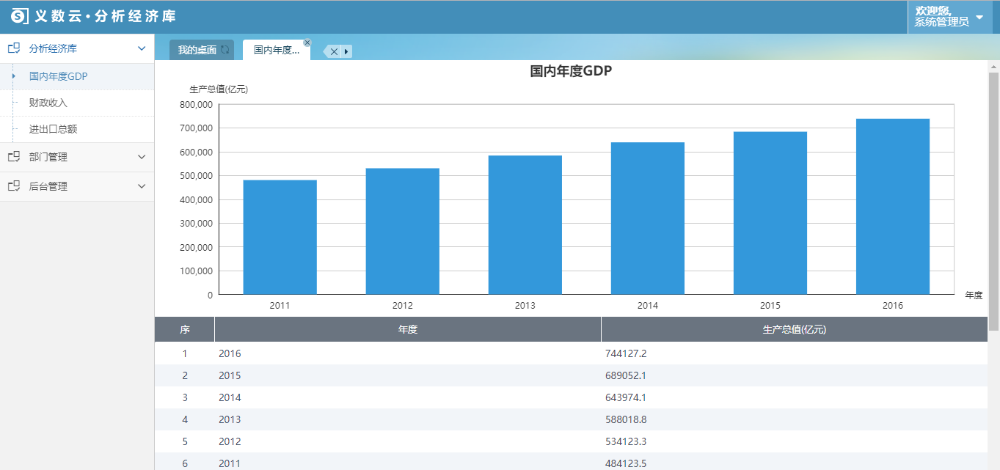 义数云·分析经济库
欢迎您,
系统管理员
分析经济库
国内年度GDP
财政收入
进出口总额
部门管理
后台管理
我的桌面
国内年度...
国内年度GDP
生产总值(亿元)
800,000
700,000
600,000
500,000
400,000
300,000
200,000
100,000
0
2011 2012 2013 2014 2015 2016
年度
序 年度 生产总值(亿元)
1 2016 744127.2
2 2015 689052.1
3 2014 643974.1
4 2013 588018.8
5 2012 534123.3
6 2011 484123.5